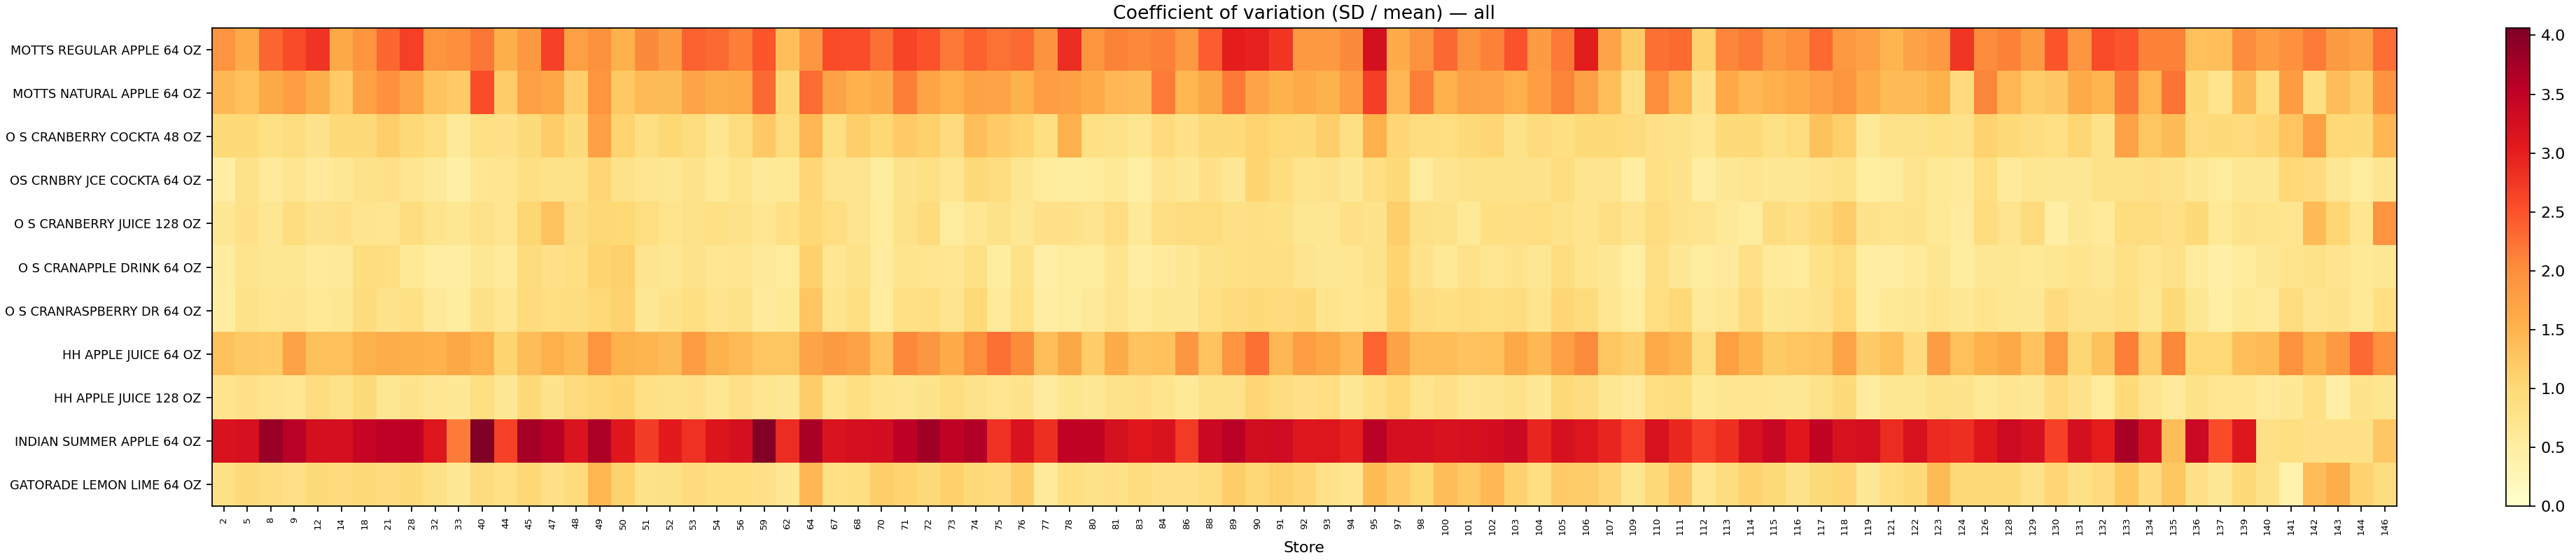 Coefficient of variation (SD / mean) — all
MOTTS REGULAR APPLE 64 OZ
MOTTS NATURAL APPLE 64 OZ
O S CRANBERRY COCKTA 48 OZ
OS CRNBRY JCE COCKTA 64 OZ
O S CRANBERRY JUICE 128 OZ
O S CRANAPPLE DRINK 64 OZ
O S CRANRASPBERRY DR 64 OZ
HH APPLE JUICE 64 OZ
HH APPLE JUICE 128 OZ
INDIAN SUMMER APPLE 64 OZ
GATORADE LEMON LIME 64 OZ
2 5 8 9 12 14 18 21 28 32 33 40 44 45 47 48 49 50 51 52 53 54 56 59 62 64 67 68 70 71 72 73 74 75 76 77 78 80 81 83 84 86 88 89 90 91 92 93 94 95 97 98 100 101 102 103 104 105 106 107 109 110 111 112 113 114 115 116 117 118 119 121 122 123 124 126 128 129 130 131 132 133 134 135 136 137 139 140 141 142 143 144 146
Store
4.0
3.5
3.0
2.5
2.0
1.5
1.0
0.5
0.0